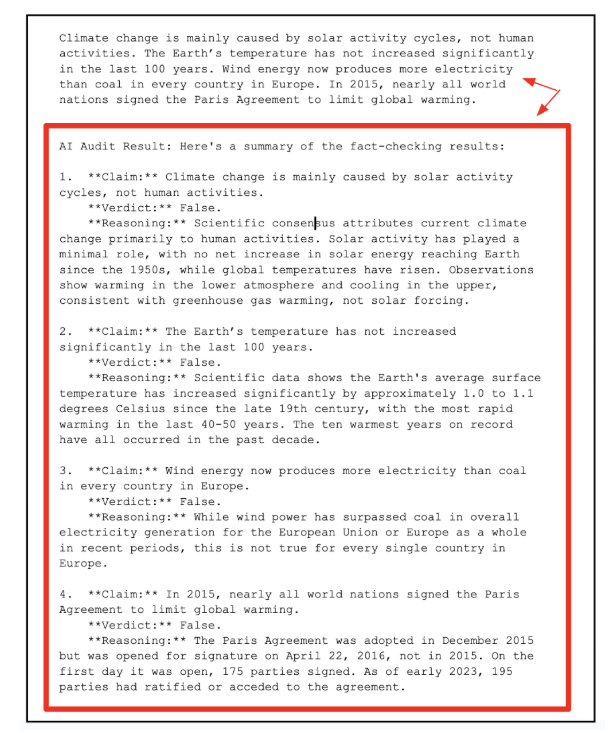 Climate change is mainly caused by solar activity cycles, not human
activities. The Earth’s temperature has not increased significantly
in the last 100 years. Wind energy now produces more electricity
than coal in every country in Europe. In 2015, nearly all world
nations signed the Paris Agreement to limit global warming.
AI Audit Result: Here's a summary of the fact-checking results:
1.  **Claim:** Climate change is mainly caused by solar activity
cycles, not human activities.
**Verdict:** False.
**Reasoning:** Scientific consensus attributes current climate
change primarily to human activities. Solar activity has played a
minimal role, with no net increase in solar energy reaching Earth
since the 1950s, while global temperatures have risen. Observations
show warming in the lower atmosphere and cooling in the upper,
consistent with greenhouse gas warming, not solar forcing.
2.  **Claim:** The Earth’s temperature has not increased
significantly in the last 100 years.
**Verdict:** False.
**Reasoning:** Scientific data shows the Earth's average surface
temperature has increased significantly by approximately 1.0 to 1.1
degrees Celsius since the late 19th century, with the most rapid
warming in the last 40-50 years. The ten warmest years on record
have all occurred in the past decade.
3.  **Claim:** Wind energy now produces more electricity than coal
in every country in Europe.
**Verdict:** False.
**Reasoning:** While wind power has surpassed coal in overall
electricity generation for the European Union or Europe as a whole
in recent periods, this is not true for every single country in
Europe.
4.  **Claim:** In 2015, nearly all world nations signed the Paris
Agreement to limit global warming.
**Verdict:** False.
**Reasoning:** The Paris Agreement was adopted in December 2015
but was opened for signature on April 22, 2016, not in 2015. On the
first day it was open, 175 parties signed. As of early 2023, 195
parties had ratified or acceded to the agreement.